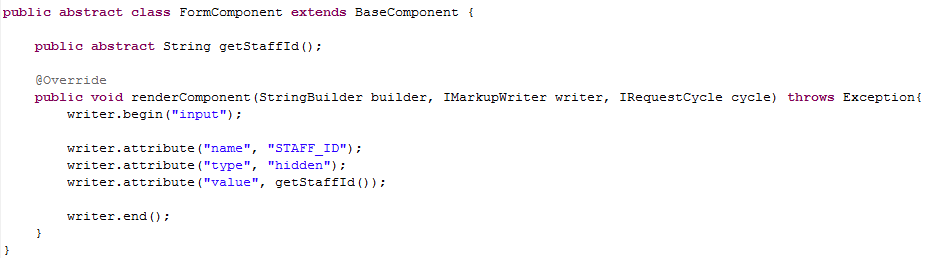 public abstract class FormComponent extends BaseComponent {
public abstract String getStaffId();
@Override
public void renderComponent(StringBuilder builder, IMarkupWriter writer, IRequestCycle cycle) throws Exception{
writer.begin("input");
writer.attribute("name", "STAFF_ID");
writer.attribute("type", "hidden");
writer.attribute("value", getStaffId());
writer.end();
}
}